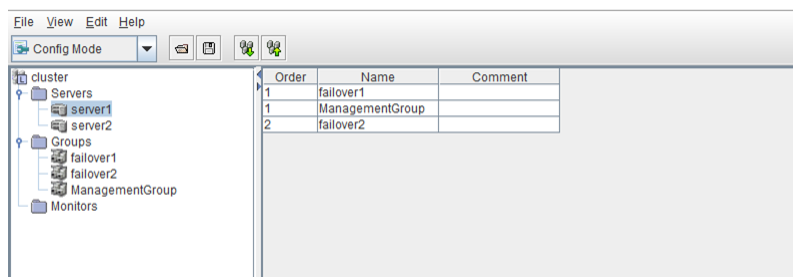 File View Edit Help
Config Mode
cluster
Servers
server1
server2
Groups
failover1
failover2
ManagementGroup
Monitors
Order Name Comment
1 failover1
1 ManagementGroup
2 failover2